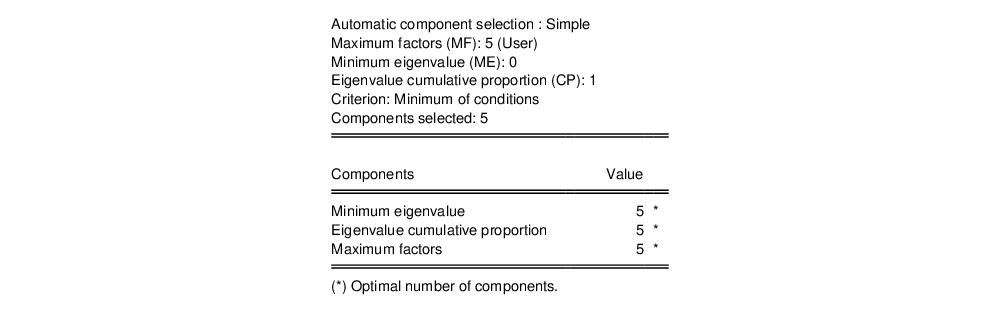 Automatic component selection : Simple
Maximum factors (MF): 5 (User)
Minimum eigenvalue (ME): 0
Eigenvalue cumulative proportion (CP): 1
Criterion: Minimum of conditions
Components selected: 5
Components Value
Minimum eigenvalue 5 *
Eigenvalue cumulative proportion 5 *
Maximum factors 5 *
(*) Optimal number of components.